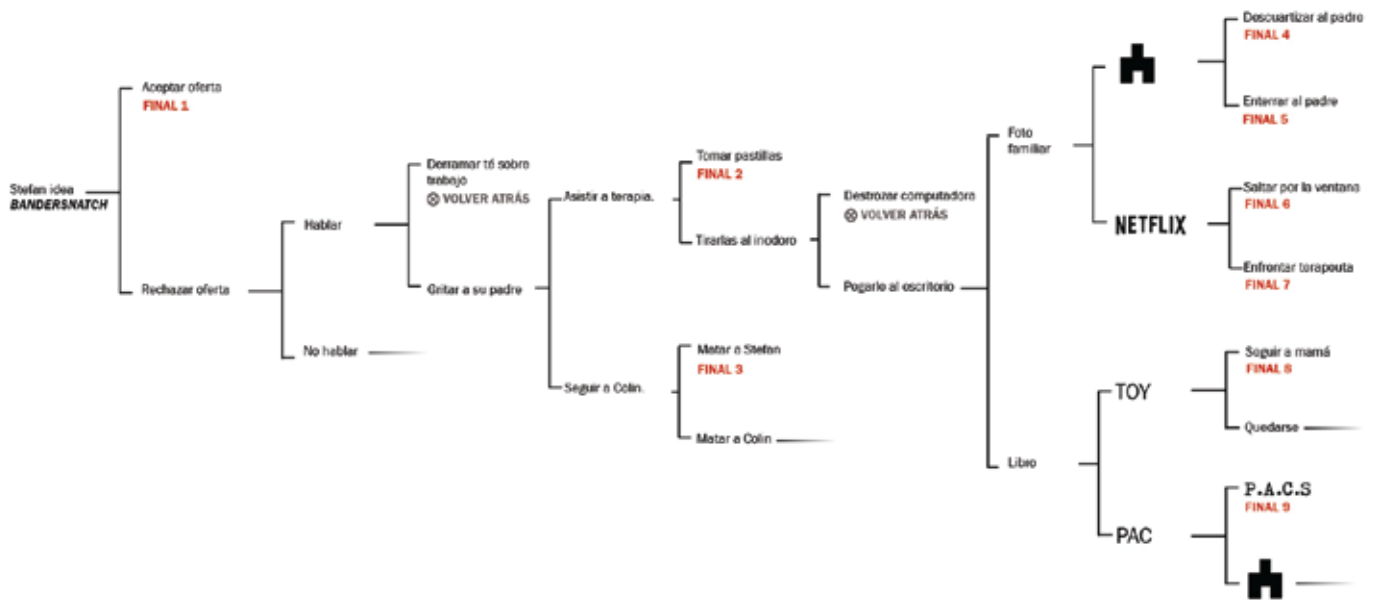 Stefan idea
BANDERSNATCH
Aceptar oferta
FINAL 1
Rechazar oferta
Hablar
No hablar
Derramar té sobre
trabajo
VOLVER ATRÁS
Gritar a su padre
Asistir a terapia.
Seguir a Colin.
Tomar pastillas
FINAL 2
Tirarlas al inodoro
Matar a Stefan
FINAL 3
Matar a Colin
Destrozar computadora
VOLVER ATRÁS
Pegarle al escritorio
Foto
familiar
Libro
NETFLIX
TOY
PAC
Descuartizar al padre
FINAL 4
Enterrar al padre
FINAL 5
Saltar por la ventana
FINAL 6
Enfrentar terapeuta
FINAL 7
Seguir a mamá
FINAL 8
Quedarse
P.A.C.S
FINAL 9